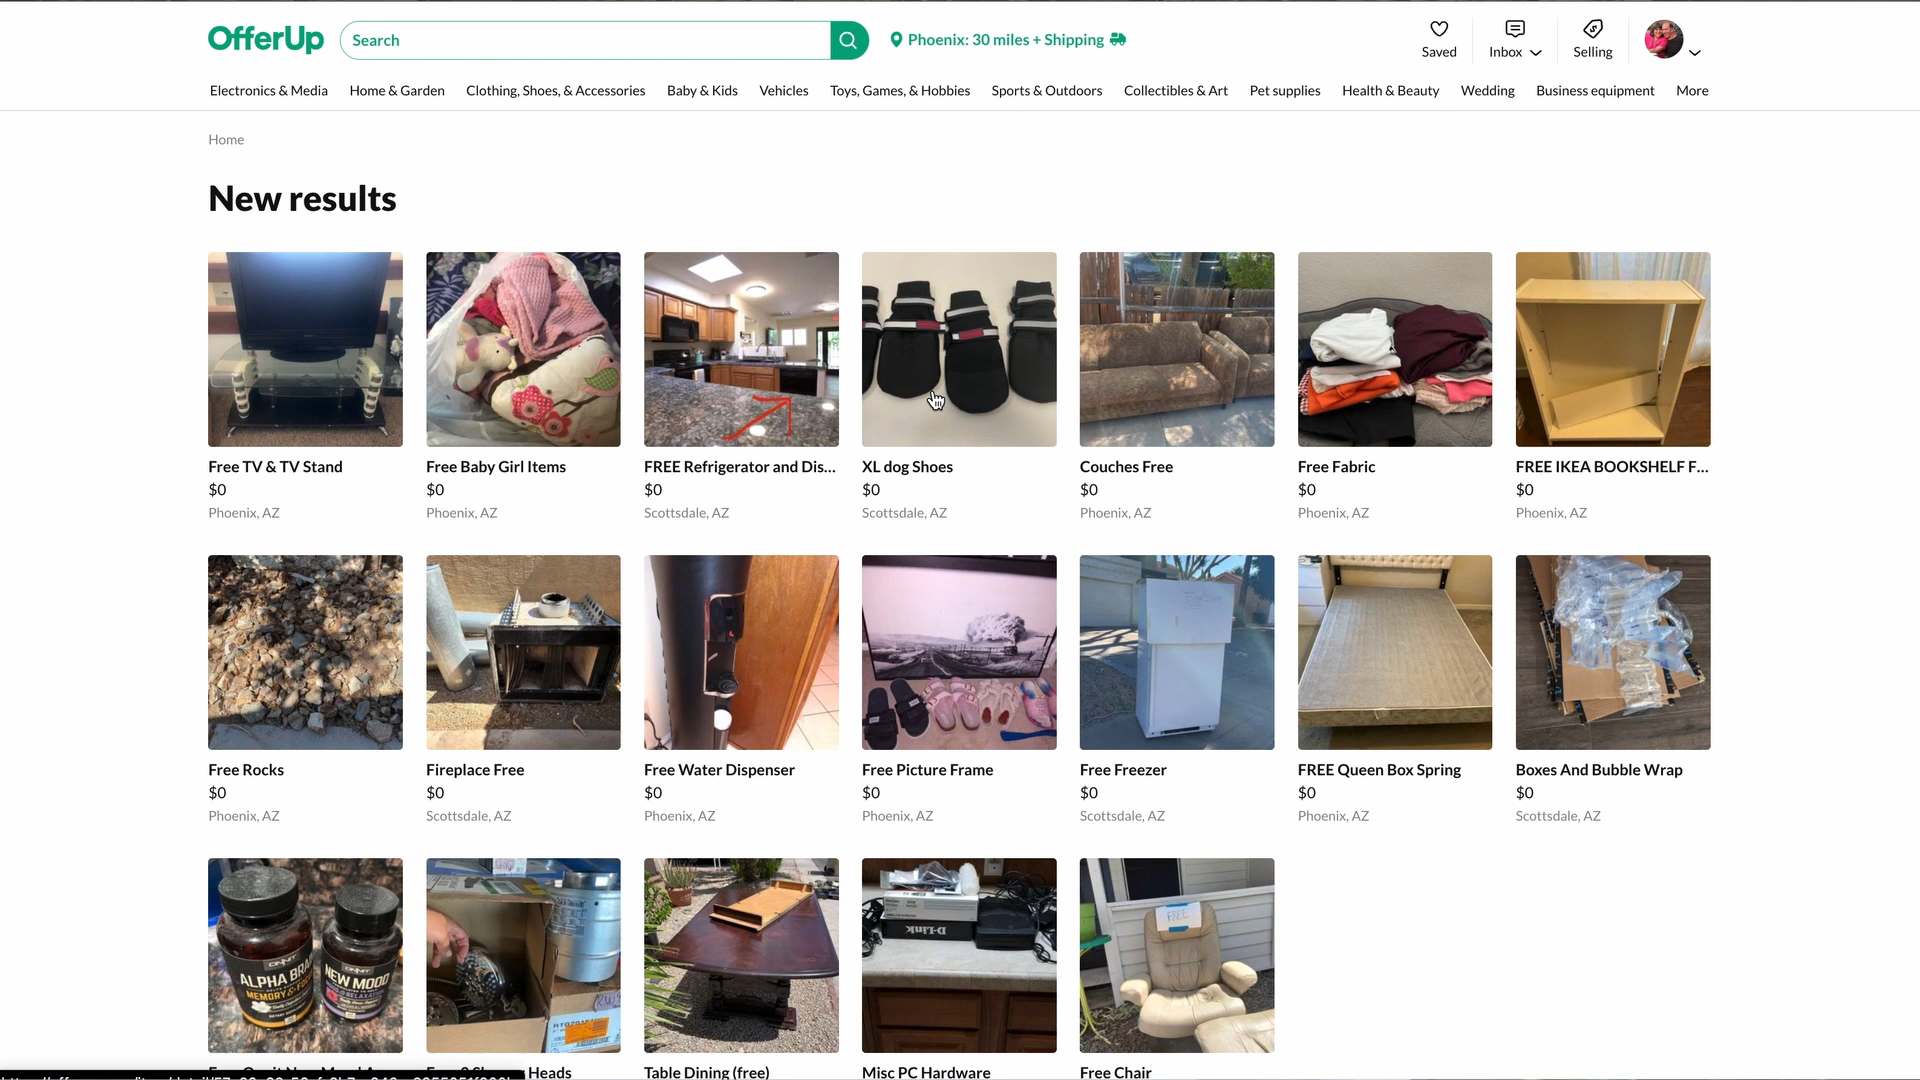 OfferUp
Search
Phoenix: 30 miles + Shipping
Saved
Inbox
Selling
Electronics & Media
Home & Garden
Clothing, Shoes, & Accessories
Baby & Kids
Vehicles
Toys, Games, & Hobbies
Sports & Outdoors
Collectibles & Art
Pet supplies
Health & Beauty
Wedding
Business equipment
More
Home
New results
Free TV & TV Stand
$0
Phoenix, AZ
Free Baby Girl Items
$0
Phoenix, AZ
FREE Refrigerator and Dis...
$0
Scottsdale, AZ
XL dog Shoes
$0
Scottsdale, AZ
Couches Free
$0
Phoenix, AZ
Free Fabric
$0
Phoenix, AZ
FREE IKEA BOOKSHELF F...
$0
Phoenix, AZ
Free Rocks
$0
Phoenix, AZ
Fireplace Free
$0
Scottsdale, AZ
Free Water Dispenser
$0
Phoenix, AZ
Free Picture Frame
$0
Phoenix, AZ
Free Freezer
$0
Scottsdale, AZ
FREE Queen Box Spring
$0
Phoenix, AZ
Boxes And Bubble Wrap
$0
Scottsdale, AZ
ONNIT
ALPHA BRAI
MEMORY &
ONNIT
NEW MOOD
D-Link
FREE
Heads
Table Dining (free)
Misc PC Hardware
Free Chair